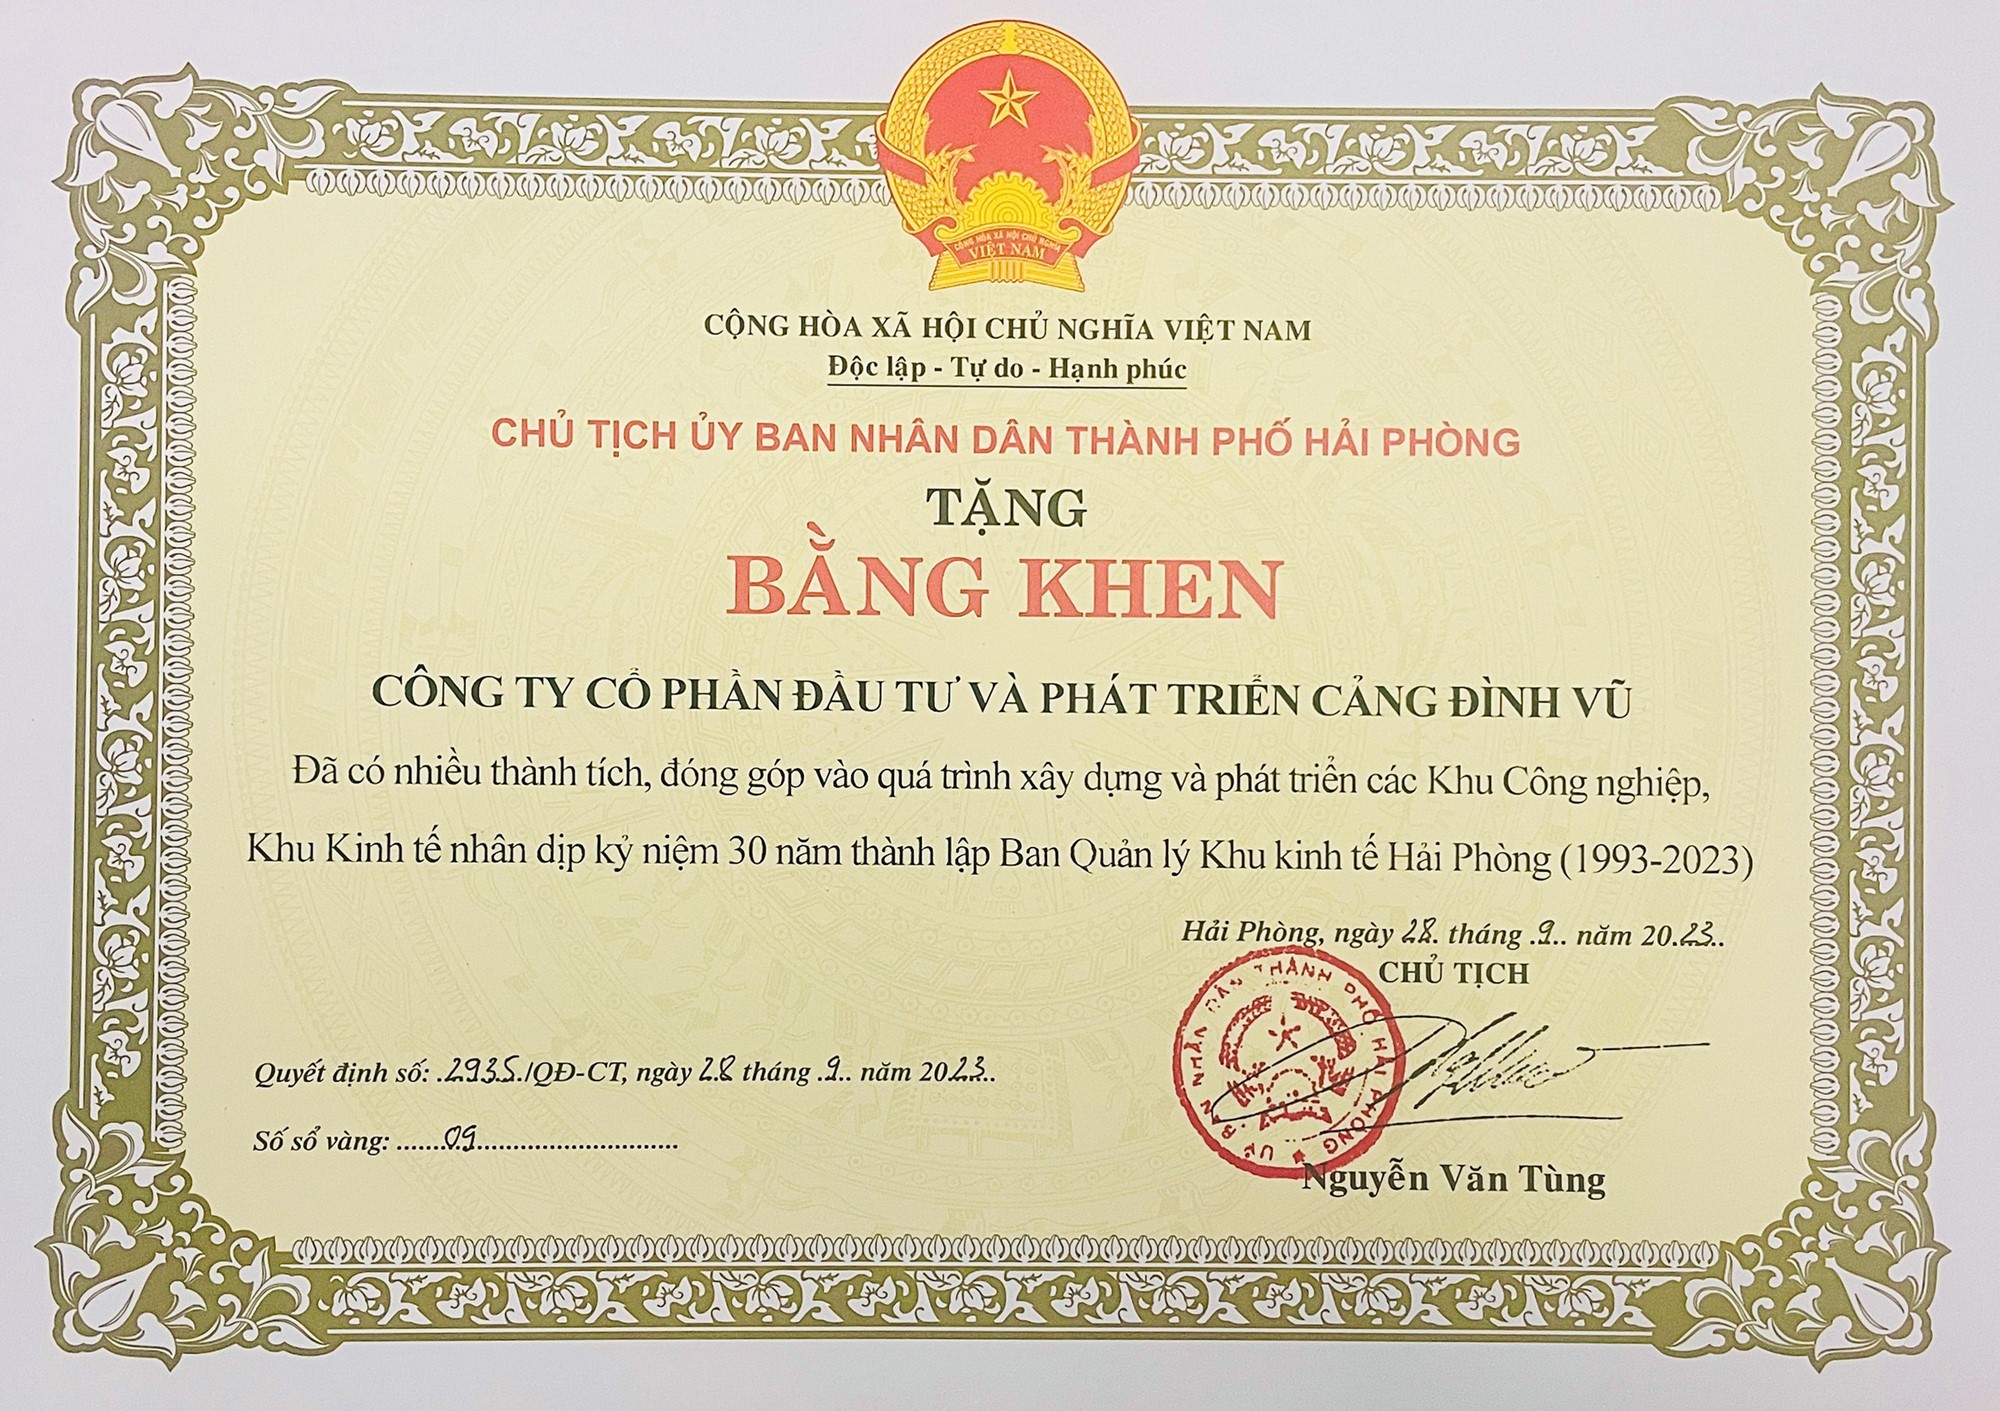 CỘNG HÒA XÃ HỘI CHỦ NGHĨA
VIỆT NAM
CỘNG HÒA XÃ HỘI CHỦ NGHĨA VIỆT NAM
Độc lập - Tự do - Hạnh phúc
CHỦ TỊCH ỦY BAN NHÂN DÂN THÀNH PHỐ HẢI PHÒNG
TẶNG
BẰNG KHEN
CÔNG TY CỔ PHẦN ĐẦU TƯ VÀ PHÁT TRIỂN CẢNG ĐÌNH VŨ
Đã có nhiều thành tích, đóng góp vào quá trình xây dựng và phát triển các Khu Công nghiệp,
Khu Kinh tế nhân dịp kỷ niệm 30 năm thành lập Ban Quản lý Khu kinh tế Hải Phòng (1993-2023)
Hải Phòng, ngày 28. tháng .9.. năm 20.23..
CHỦ TỊCH
ỦY BAN NHÂN DÂN THÀNH PHỐ HẢI PHÒNG
Quyết định số: .2935./QĐ-CT, ngày 28 tháng .9.. năm 2023..
Số sổ vàng: .......09..............................
Nguyễn Văn Tùng